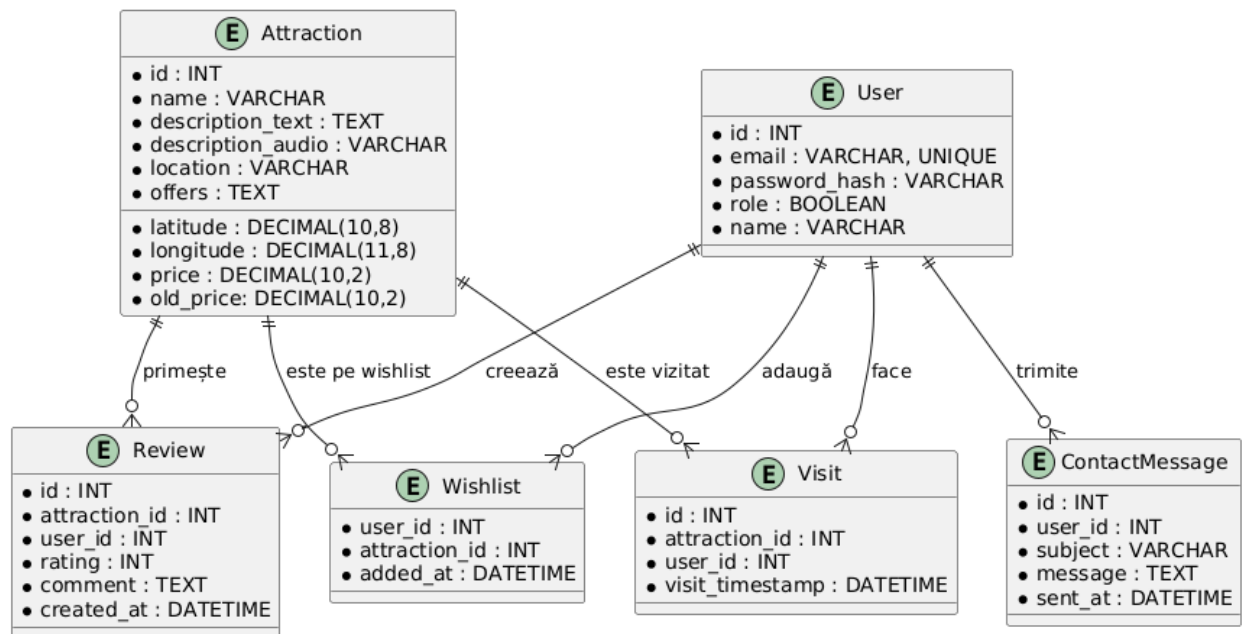 E Attraction
id : INT
name : VARCHAR
description_text : TEXT
description_audio : VARCHAR
location : VARCHAR
offers : TEXT
latitude : DECIMAL(10,8)
longitude : DECIMAL(11,8)
price : DECIMAL(10,2)
old_price: DECIMAL(10,2)
E User
id : INT
email : VARCHAR, UNIQUE
password_hash : VARCHAR
role : BOOLEAN
name : VARCHAR
primește
este pe wishlist
creează
este vizitat
adaugă
face
trimite
E Review
id : INT
attraction_id : INT
user_id : INT
rating : INT
comment : TEXT
created_at : DATETIME
E Wishlist
user_id : INT
attraction_id : INT
added_at : DATETIME
E Visit
id : INT
attraction_id : INT
user_id : INT
visit_timestamp : DATETIME
E ContactMessage
id : INT
user_id : INT
subject : VARCHAR
message : TEXT
sent_at : DATETIME